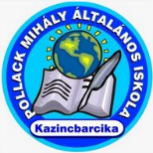 POLLACK MIHÁLY ÁLTALÁNOS ISKOLA
Kazincbarcika